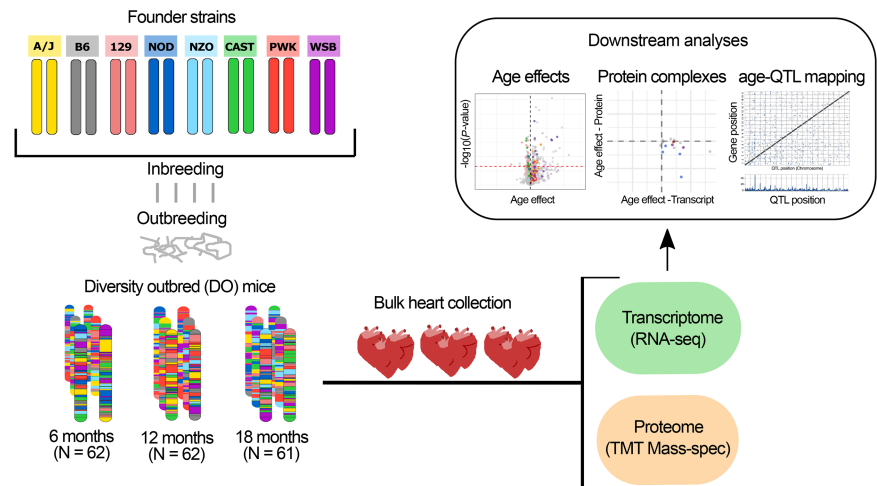 Founder strains
A/J B6 129 NOD NZO CAST PWK WSB
Inbreeding
Outbreeding
Diversity outbred (DO) mice
6 months
(N = 62)
12 months
(N = 62)
18 months
(N = 61)
Bulk heart collection
Transcriptome
(RNA-seq)
Proteome
(TMT Mass-spec)
Downstream analyses
Age effects
-log10(P-value)
Age effect
Protein complexes
Age effect - Protein
Age effect -Transcript
age-QTL mapping
Gene position
QTL position (Chromosome)
QTL position